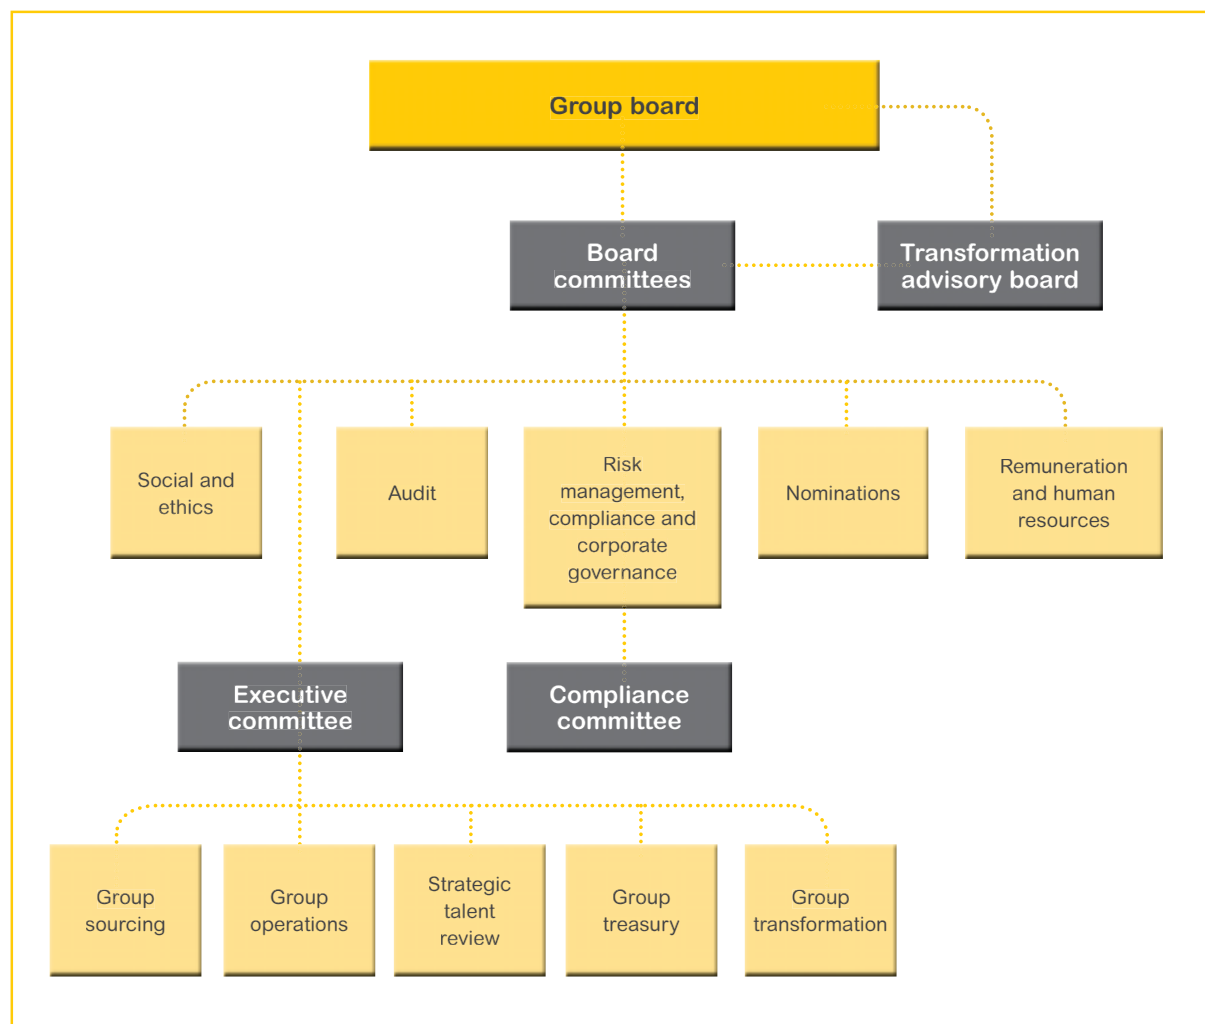 Group board
Board
committees
Transformation
advisory board
Social and
ethics
Audit
Risk
management,
compliance and
corporate
governance
Nominations
Remuneration
and human
resources
Executive
committee
Compliance
committee
Group
sourcing
Group
operations
Strategic
talent
review
Group
treasury
Group
transformation